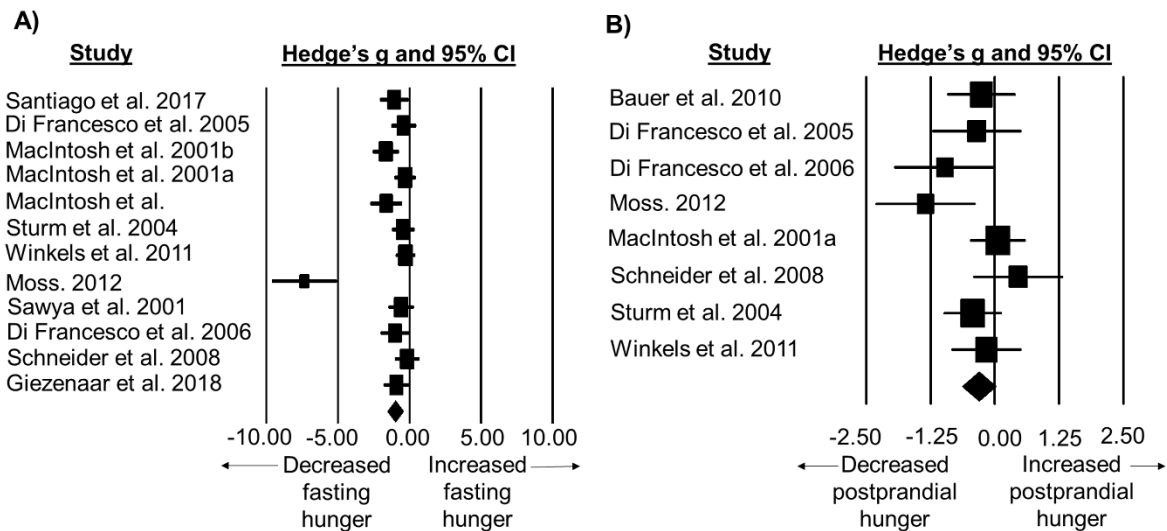 A)
Study Hedge's g and 95% CI
Santiago et al. 2017
Di Francesco et al. 2005
MacIntosh et al. 2001b
MacIntosh et al. 2001a
MacIntosh et al.
Sturm et al. 2004
Winkels et al. 2011
Moss. 2012
Sawya et al. 2001
Di Francesco et al. 2006
Schneider et al. 2008
Giezenaar et al. 2018
-10.00 -5.00 0.00 5.00 10.00
Decreased Increased
fasting fasting
hunger hunger
B)
Study Hedge's g and 95% CI
Bauer et al. 2010
Di Francesco et al. 2005
Di Francesco et al. 2006
Moss. 2012
MacIntosh et al. 2001a
Schneider et al. 2008
Sturm et al. 2004
Winkels et al. 2011
-2.50 -1.25 0.00 1.25 2.50
Decreased Increased
postprandial postprandial
hunger hunger